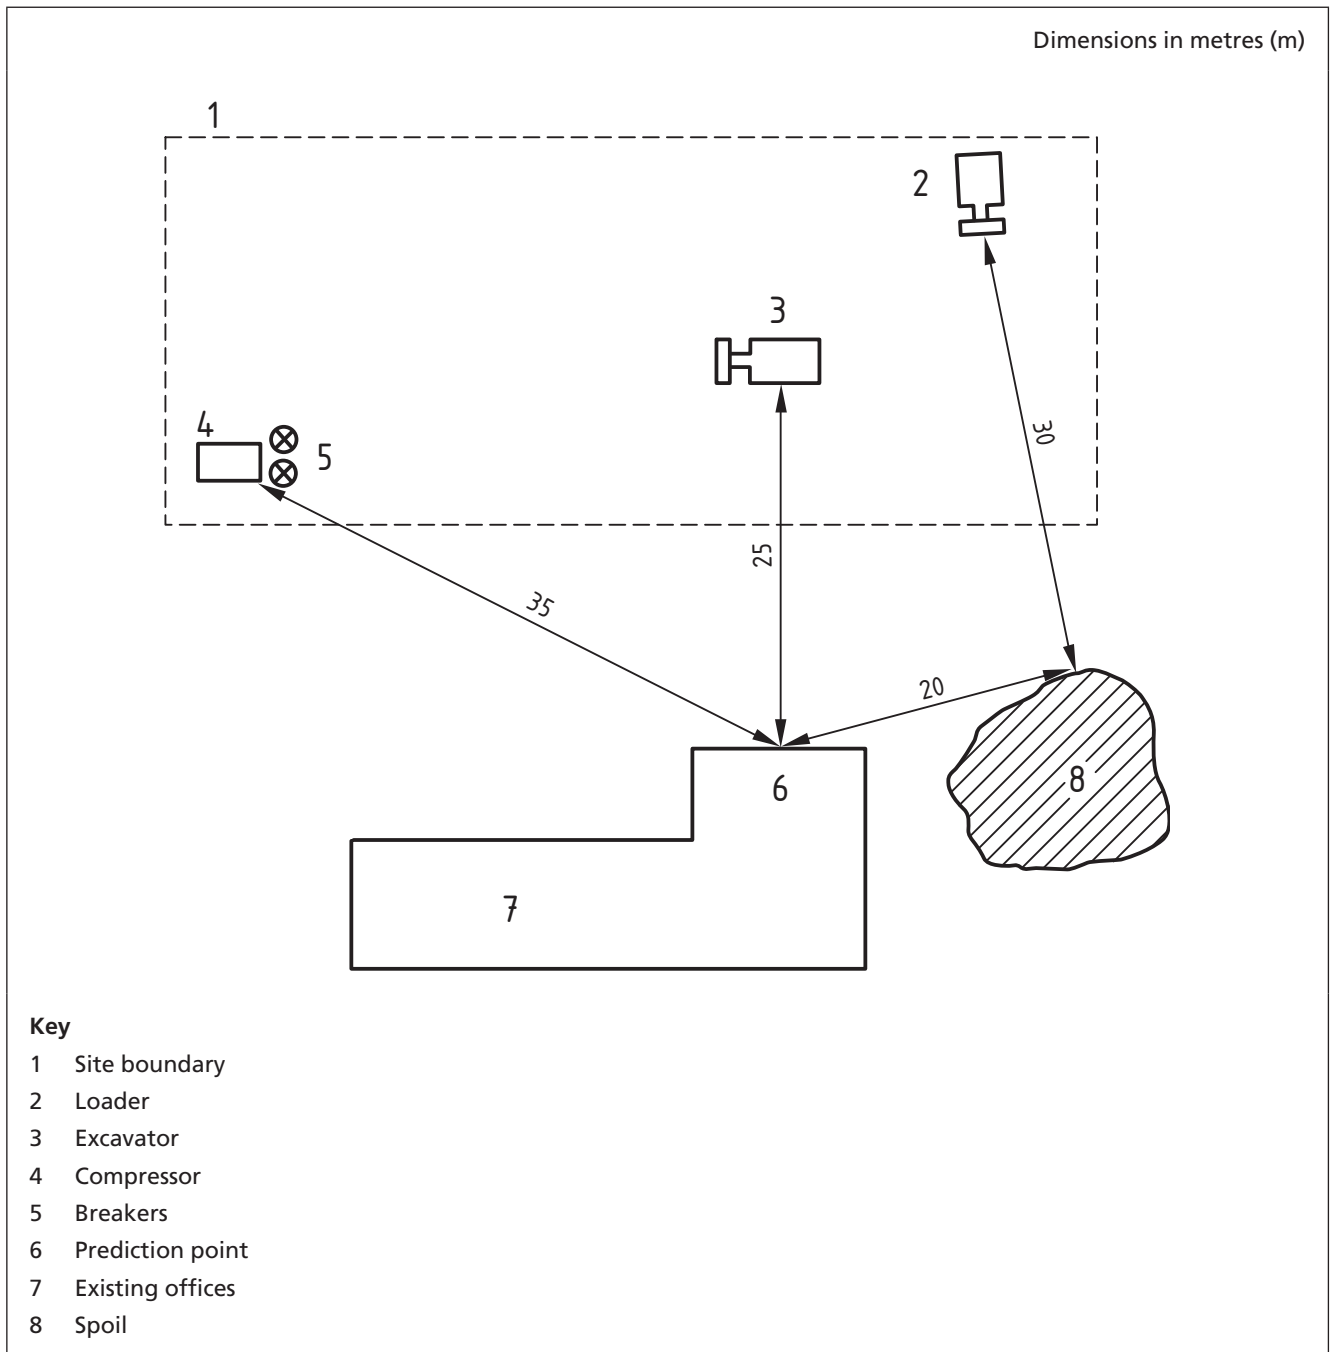 Dimensions in metres (m)
1
2
3
4
5
30
25
35
20
6
8
7
Key
1 Site boundary
2 Loader
3 Excavator
4 Compressor
5 Breakers
6 Prediction point
7 Existing offices
8 Spoil